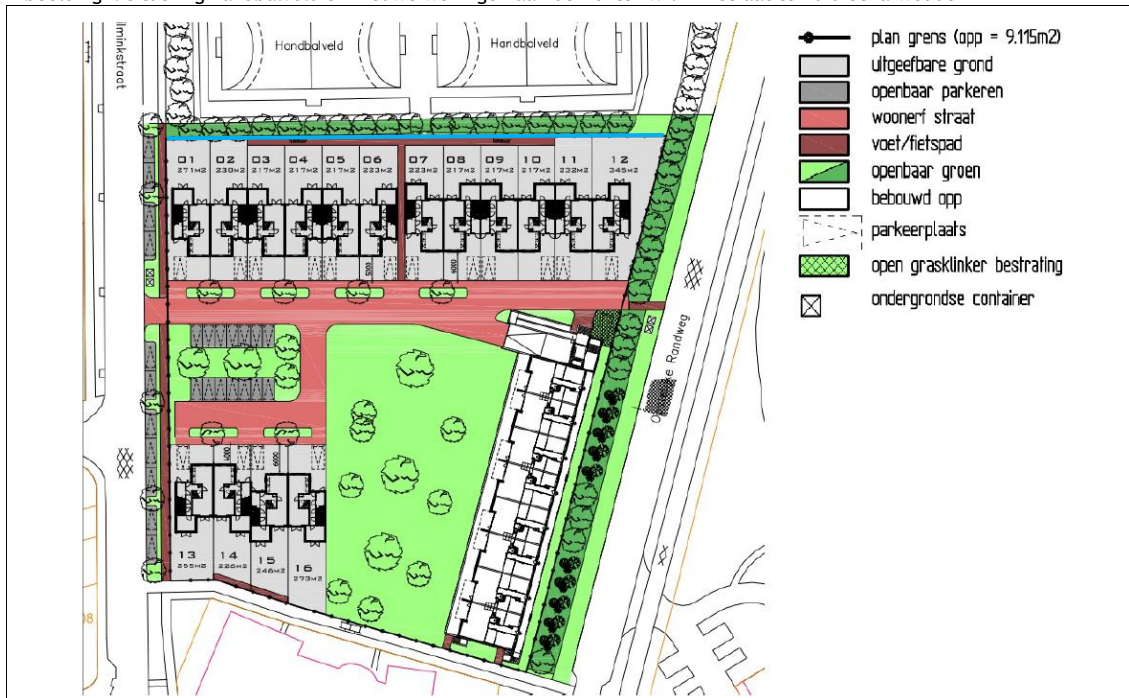 Handbalveld
Handbalveld
plan grens (opp = 9.115m2)
uitgeefbare grond
openbaar parkeren
woonerf straat
voet/fietspad
openbaar groen
bebouwd opp
parkeerplaats
open grasklinker bestrating
ondergrondse container
ilminkstraat
01 02 03 04 05 06 07 08 09 10 11 12
271M2 230M2 217M2 217M2 217M2 223M2 223M2 217M2 217M2 217M2 232M2 345M2
Randweg
13 14 15 16
255M2 226M2 246M2 273M2
08